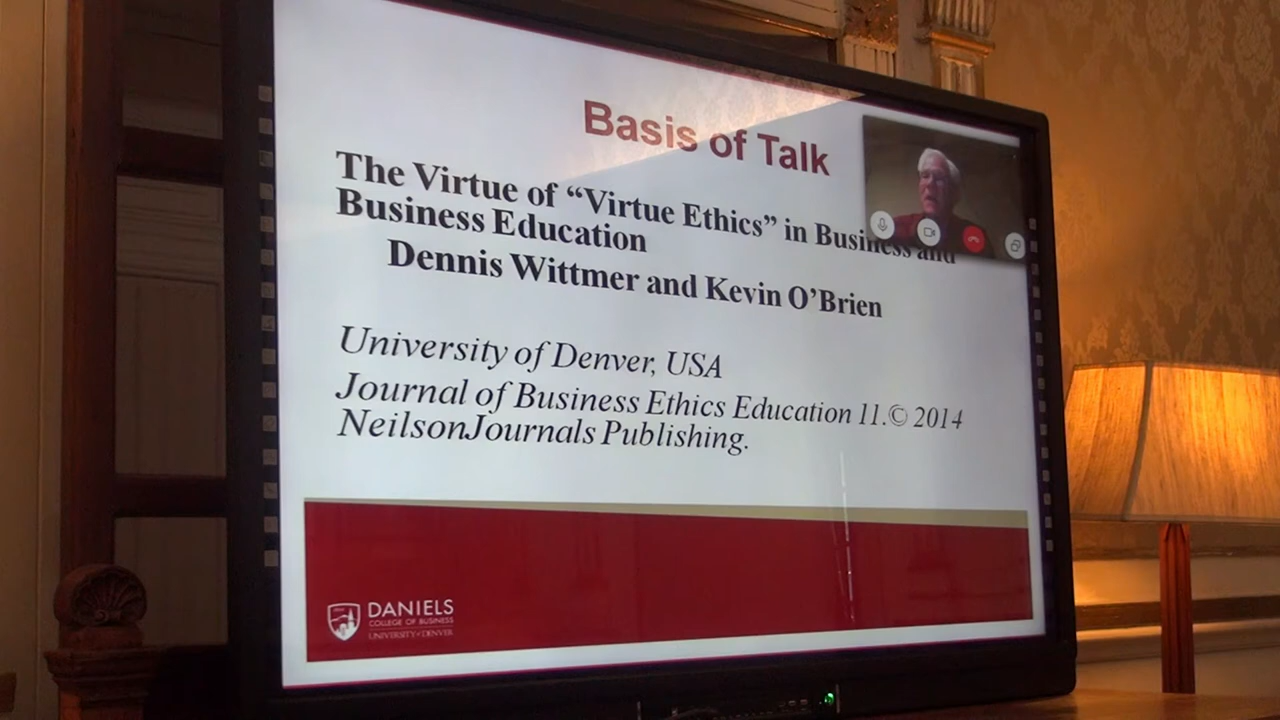 Basis of Talk
The Virtue of “Virtue Ethics” in Business and
Business Education
Dennis Wittmer and Kevin O’Brien
University of Denver, USA
Journal of Business Ethics Education 11.© 2014
NeilsonJournals Publishing.
DANIELS
COLLEGE OF BUSINESS
UNIVERSITY of DENVER